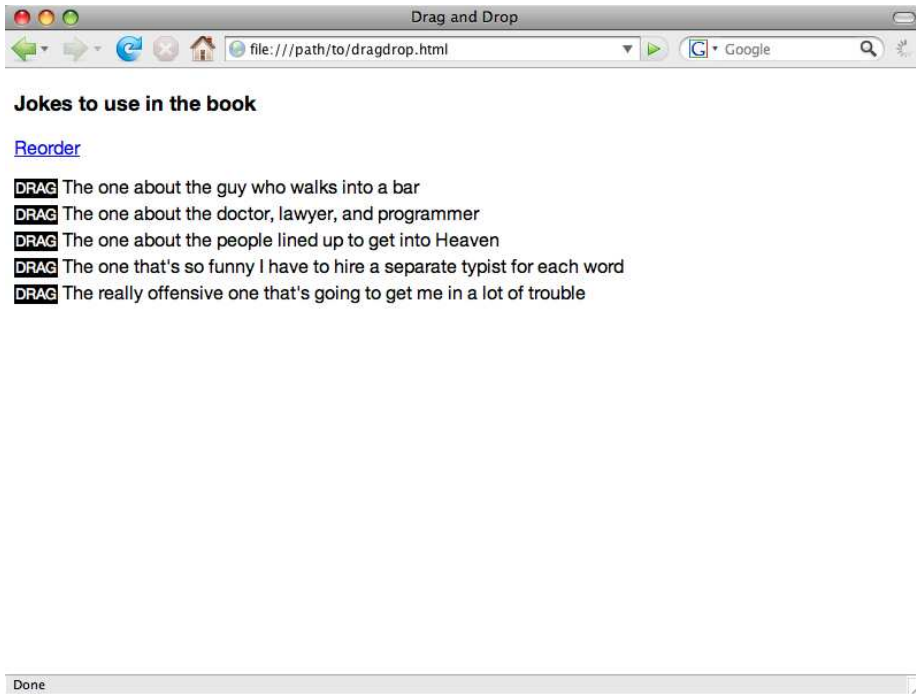 Drag and Drop
file:///path/to/dragdrop.html
G Google
Jokes to use in the book
Reorder
DRAG The one about the guy who walks into a bar
DRAG The one about the doctor, lawyer, and programmer
DRAG The one about the people lined up to get into Heaven
DRAG The one that's so funny I have to hire a separate typist for each word
DRAG The really offensive one that's going to get me in a lot of trouble
Done